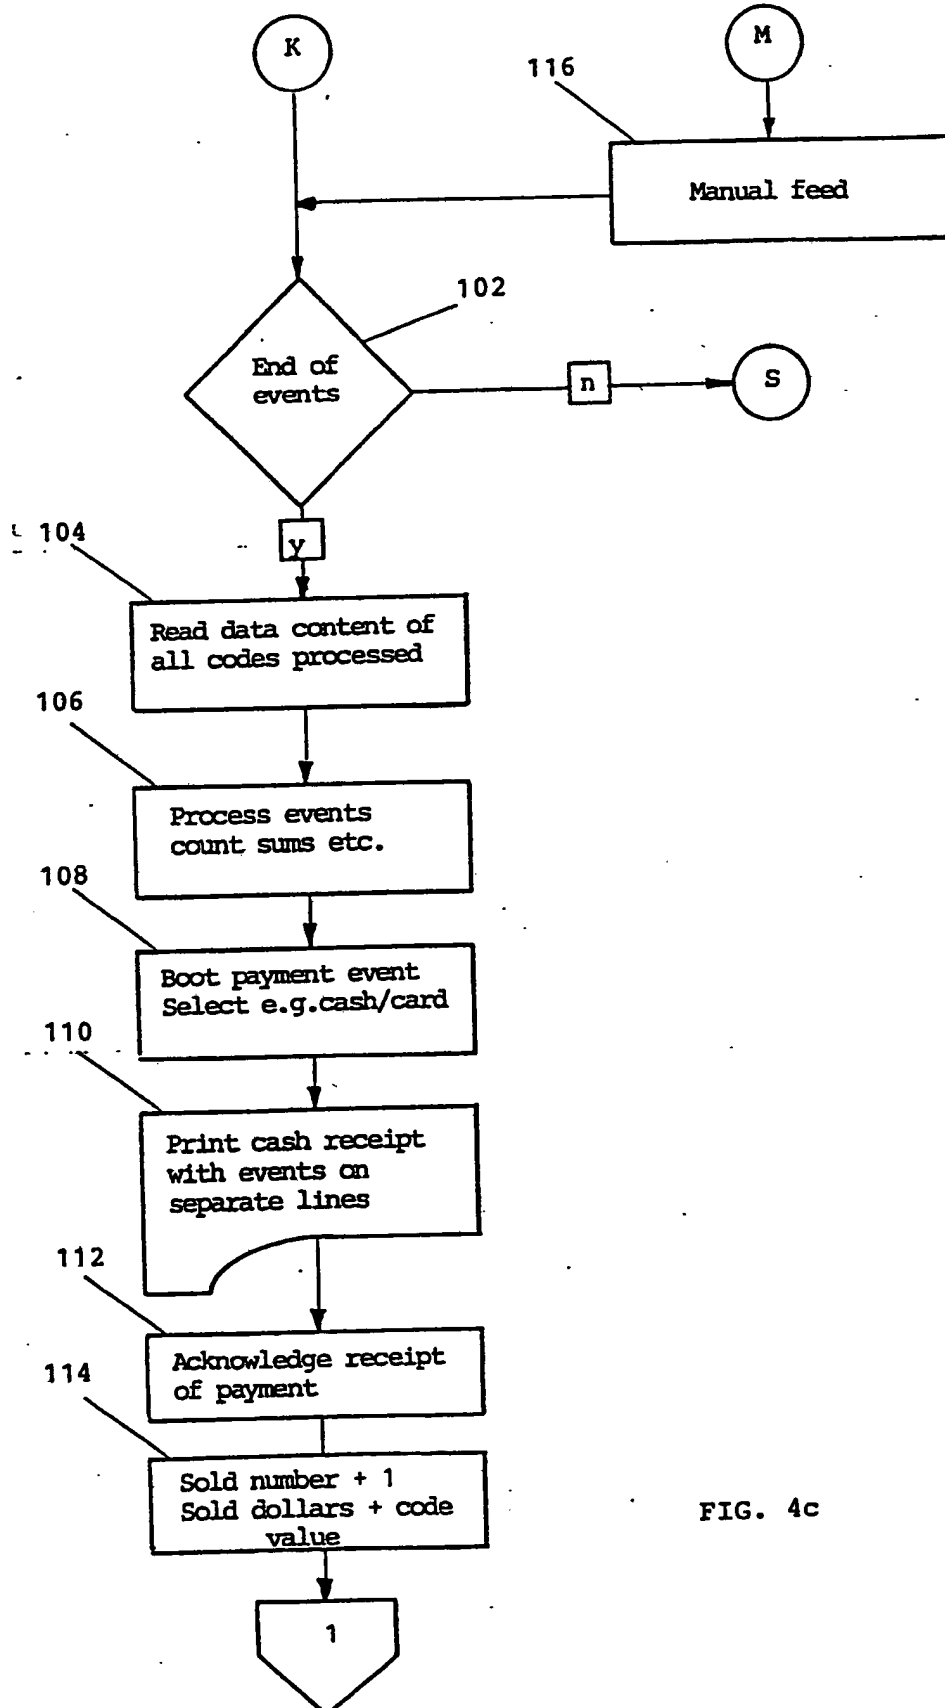 K
M
116
Manual feed
102
End of
events
n
S
y
104
Read data content of
all codes processed
106
Process events
count sums etc.
108
Boot payment event
Select e.g.cash/card
110
Print cash receipt
with events on
separate lines
112
Acknowledge receipt
of payment
114
Sold number + 1
Sold dollars + code
value
FIG. 4c
1